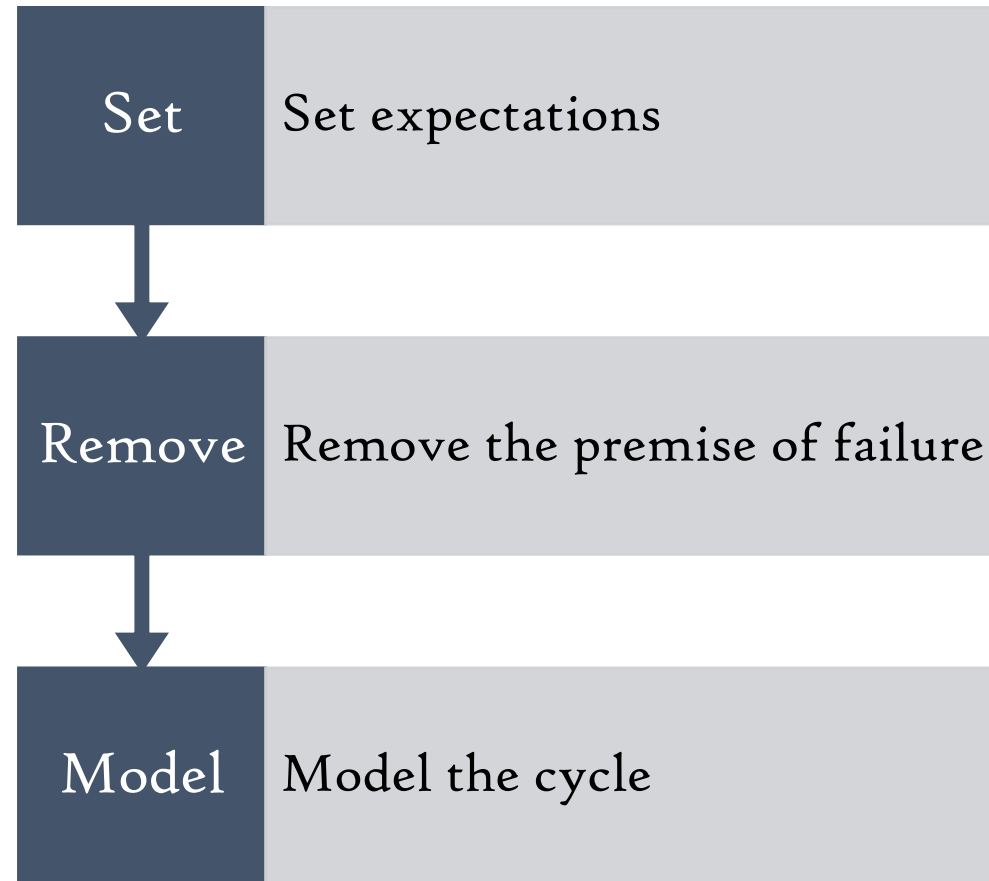 Set
Set expectations
Remove
Remove the premise of failure
Model
Model the cycle